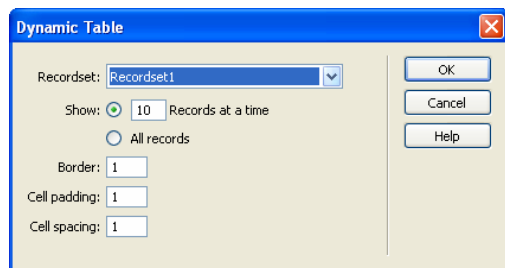 Dynamic Table
Recordset: Recordset1
OK
Show: 10 Records at a time
Cancel
All records
Help
Border: 1
Cell padding: 1
Cell spacing: 1